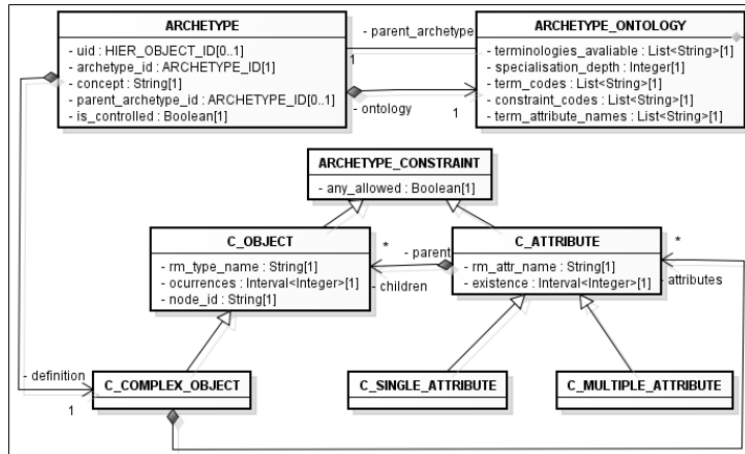 ARCHETYPE
- uid : HIER_OBJECT_ID[0..1]
- archetype_id : ARCHETYPE_ID[1]
- concept : String[1]
- parent_archetype_id : ARCHETYPE_ID[0..1]
- is_controlled : Boolean[1]
- parent_archetype
1
- ontology
1
ARCHETYPE_ONTOLOGY
- terminologies_avaliable : List<String>[1]
- specialisation_depth : Integer[1]
- term_codes : List<String>[1]
- constraint_codes : List<String>[1]
- term_attribute_names : List<String>[1]
ARCHETYPE_CONSTRAINT
- any_allowed : Boolean[1]
C_OBJECT
- rm_type_name : String[1]
- ocurrences : Interval<Integer>[1]
- node_id : String[1]
*
- parent
- children
C_ATTRIBUTE
- rm_attr_name : String[1]
- existence : Interval<Integer>[1]
*
- attributes
- definition
1
C_COMPLEX_OBJECT
C_SINGLE_ATTRIBUTE
C_MULTIPLE_ATTRIBUTE